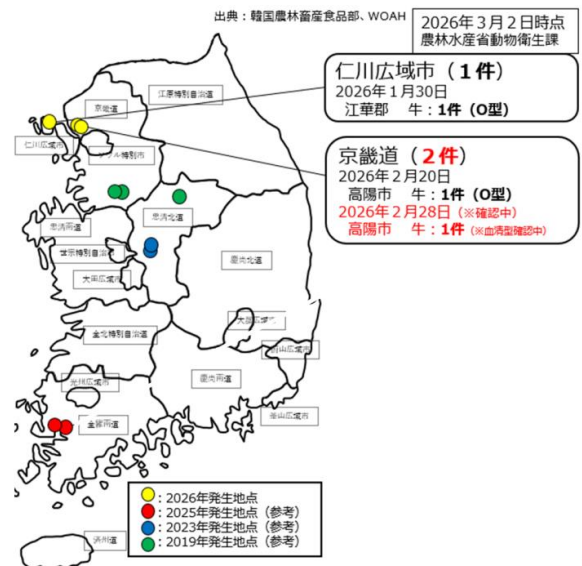 出典：韓国農林畜産食品部、WOAH
2026年３月２日時点
農林水産省動物衛生課
仁川広域市（１件）
2026年１月30日
江華郡　牛：1件（O型）
京畿道（２件）
2026年２月20日
高陽市　牛：1件（O型）
2026年２月28日（※確認中）
高陽市　牛：1件（※血清型確認中）
江原特別自治道
京畿道
仁川広域市
ソウル特別市
忠清北道
忠清南道
世宗特別自治市
大田広域市
慶尚北道
大邱広域市
全北特別自治道
蔚山広域市
光州広域市
慶尚南道
釜山広域市
全羅南道
済州道
：2026年発生地点
：2025年発生地点（参考）
：2023年発生地点（参考）
：2019年発生地点（参考）